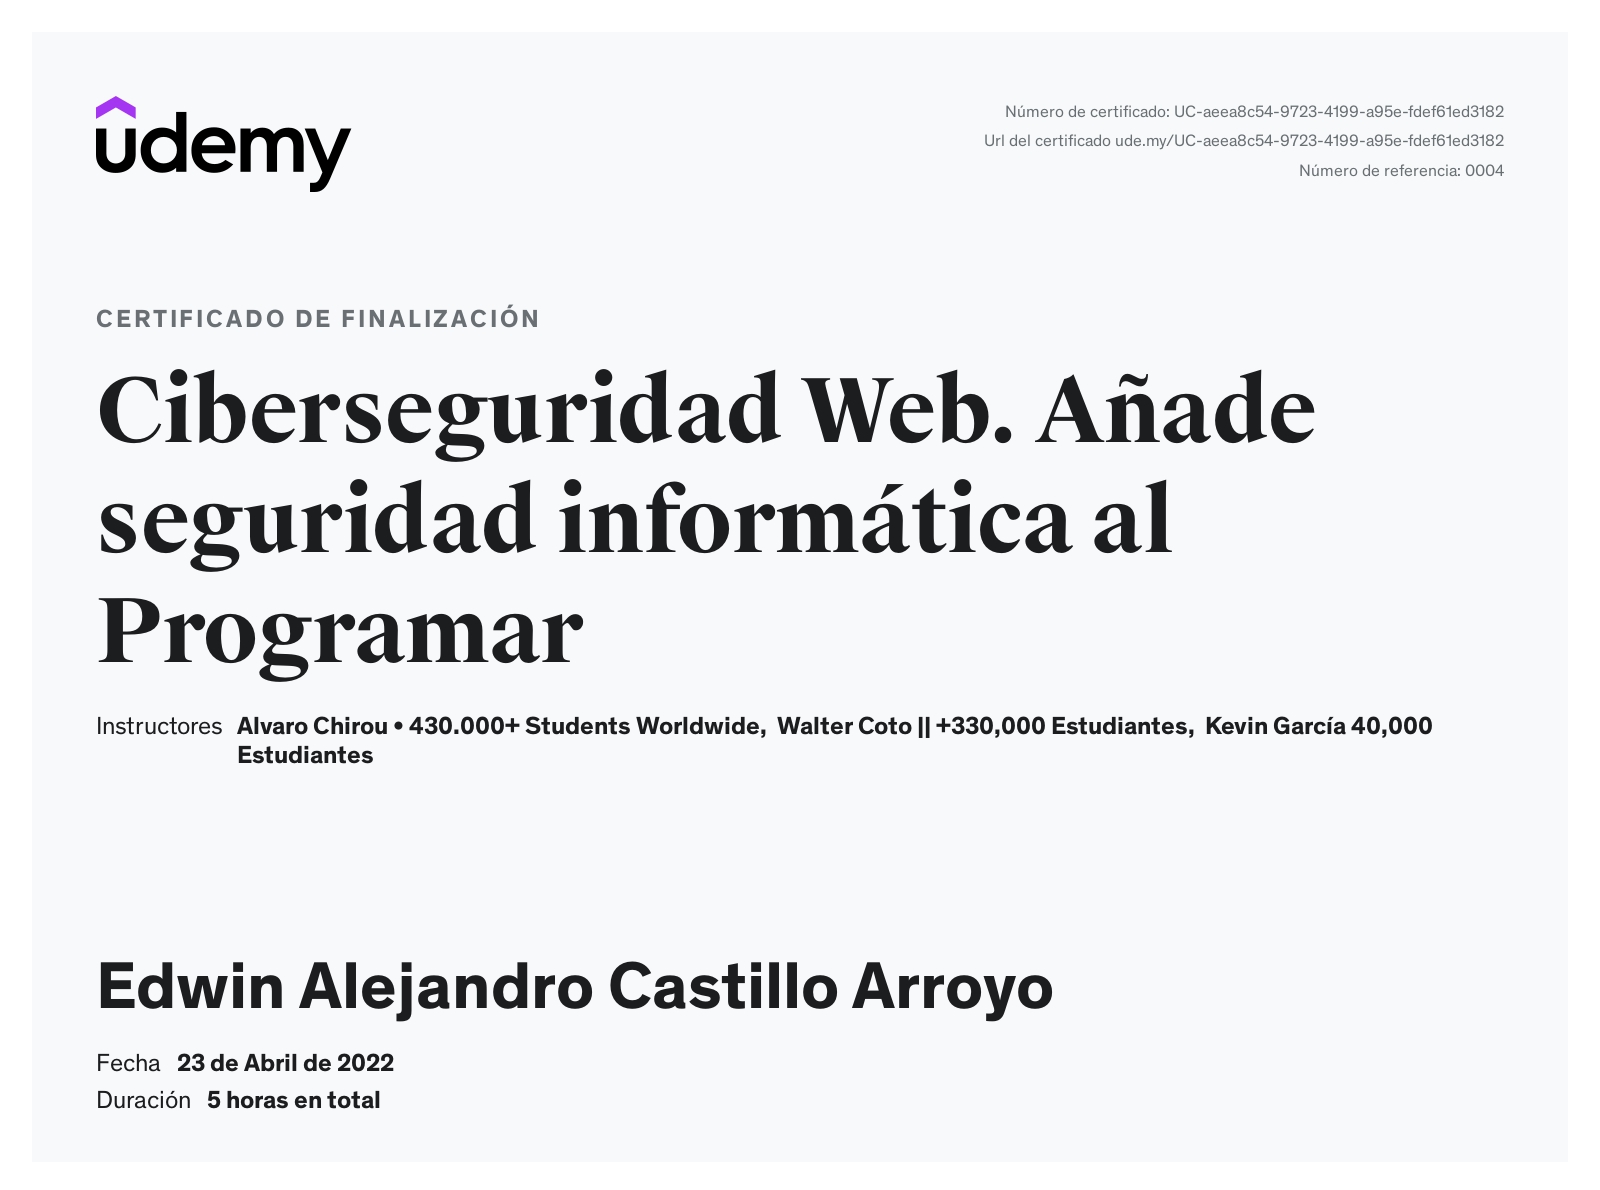 udemy
Número de certificado: UC-aeea8c54-9723-4199-a95e-fdef61ed3182
Url del certificado ude.my/UC-aeea8c54-9723-4199-a95e-fdef61ed3182
Número de referencia: 0004
CERTIFICADO DE FINALIZACIÓN
Ciberseguridad Web. Añade
seguridad informática al
Programar
Instructores Alvaro Chirou • 430.000+ Students Worldwide, Walter Coto || +330,000 Estudiantes, Kevin García 40,000
Estudiantes
Edwin Alejandro Castillo Arroyo
Fecha 23 de Abril de 2022
Duración 5 horas en total